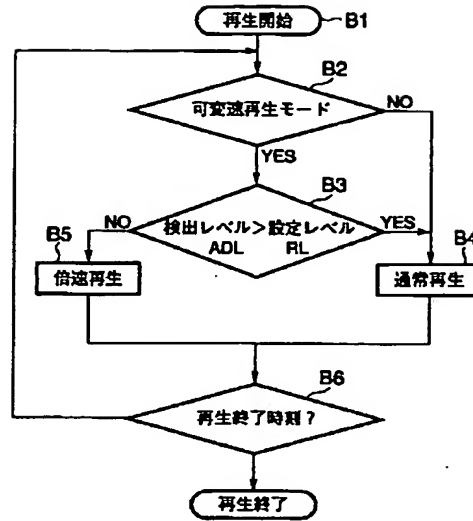 再生開始
B1
B2
可変速再生モード
NO
YES
B3
NO
検出レベル>設定レベル
YES
ADL
RL
B5
倍速再生
B4
通常再生
B6
再生終了時刻?
再生終了